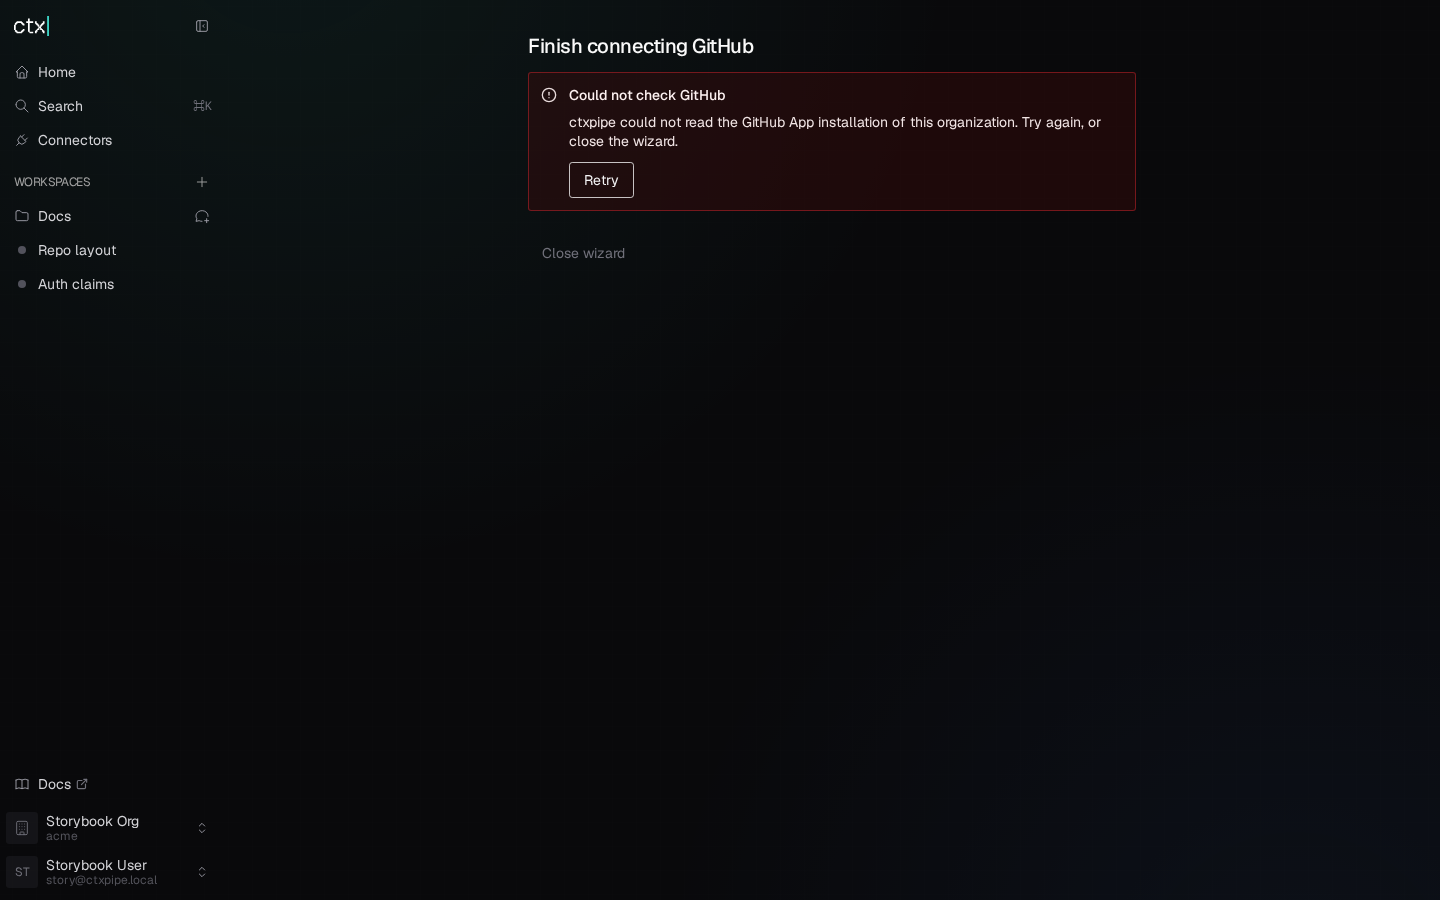 ctx
Home
Search ⌘K
Connectors
WORKSPACES
Docs
Repo layout
Auth claims
Finish connecting GitHub
Could not check GitHub
ctxpipe could not read the GitHub App installation of this organization. Try again, or
close the wizard.
Retry
Close wizard
Docs
Storybook Org
acme
ST
Storybook User
story@ctxpipe.local